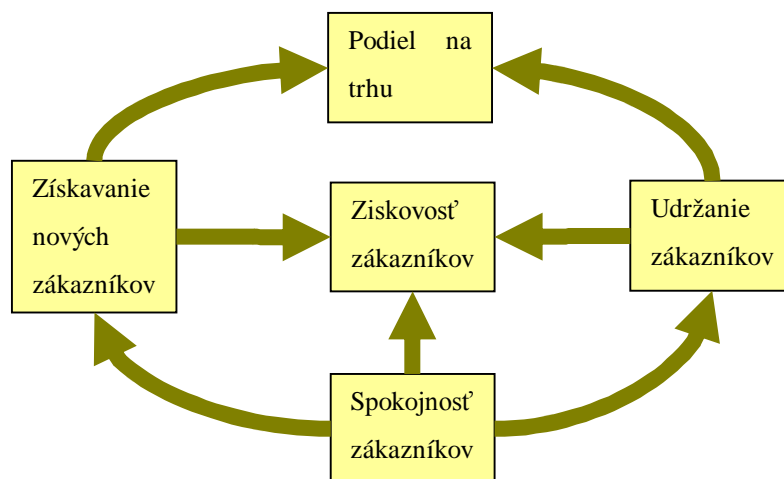 Podiel na
trhu
Získavanie
nových
zákazníkov
Ziskovosť
zákazníkov
Udržanie
zákazníkov
Spokojnosť
zákazníkov